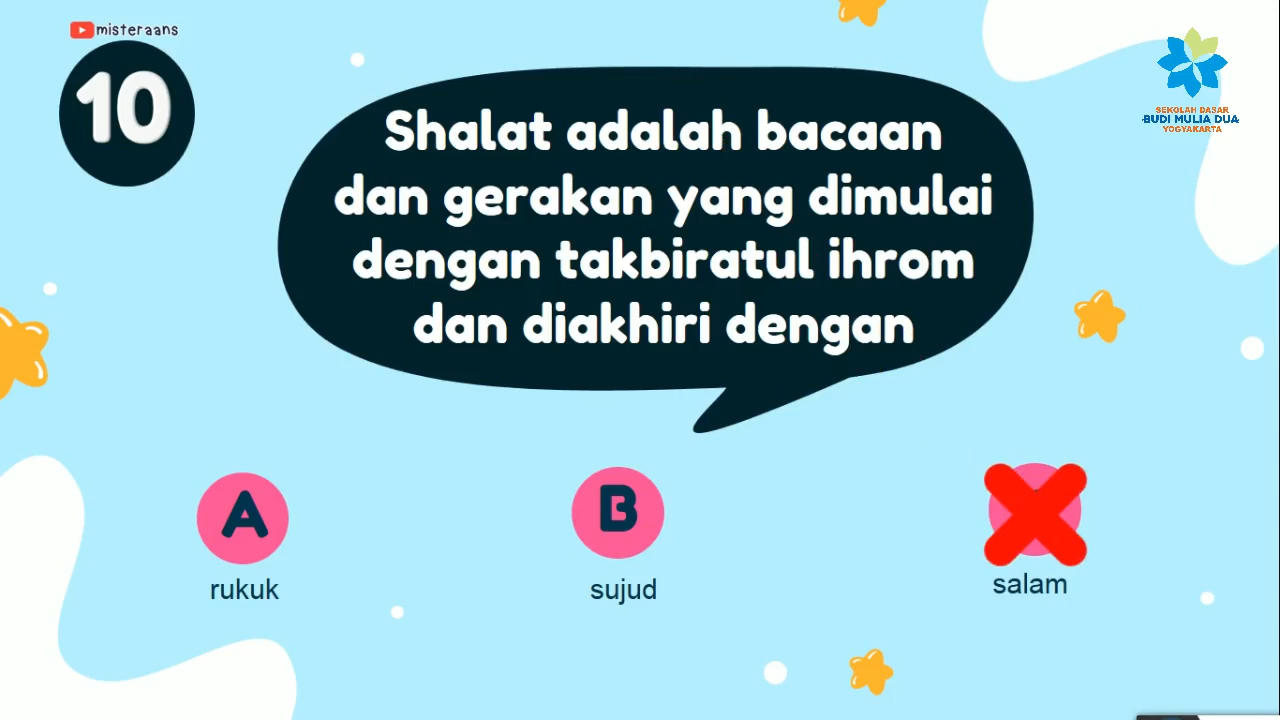 misteraans
10
SEKOLAH DASAR
BUDI MULIA DUA
YOGYAKARTA
Shalat adalah bacaan
dan gerakan yang dimulai
dengan takbiratul ihrom
dan diakhiri dengan
A
rukuk
B
sujud
salam